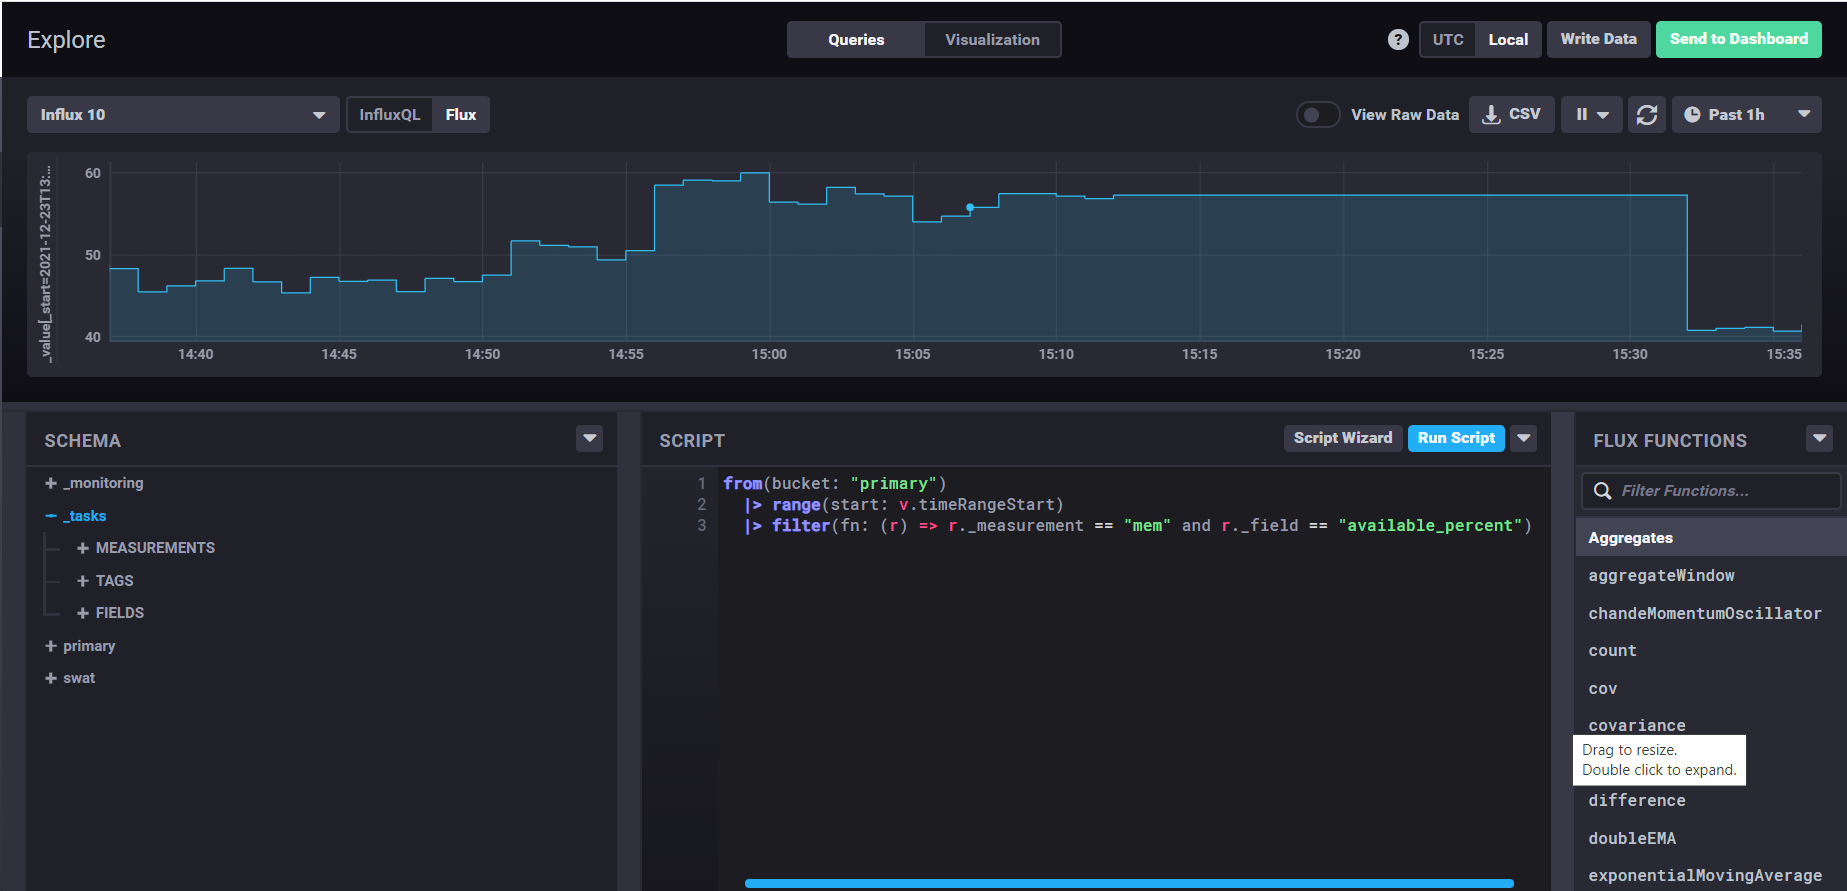 Explore
Queries
Visualization
?
UTC
Local
Write Data
Send to Dashboard
Influx 10
InfluxQL
Flux
View Raw Data
CSV
Past 1h
_value[_start=2021-12-23T13:...
60
50
40
14:40
14:45
14:50
14:55
15:00
15:05
15:10
15:15
15:20
15:25
15:30
15:35
SCHEMA
_monitoring
_tasks
MEASUREMENTS
TAGS
FIELDS
primary
swat
SCRIPT
Script Wizard
Run Script
1 from(bucket: "primary")
2 |> range(start: v.timeRangeStart)
3 |> filter(fn: (r) => r._measurement == "mem" and r._field == "available_percent")
FLUX FUNCTIONS
Filter Functions...
Aggregates
aggregateWindow
chandeMomentumOscillator
count
cov
covariance
Drag to resize.
Double click to expand.
difference
doubleEMA
exponentialMovingAverage